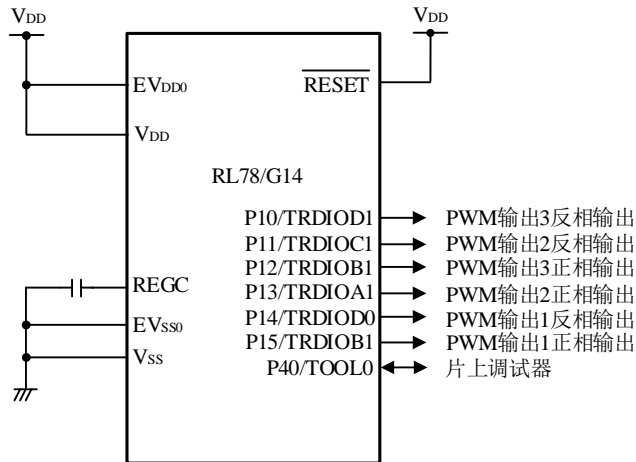 VDD
VDD
EVDD0
RESET
VDD
RL78/G14
P10/TRDIOD1 PWM输出3反相输出
P11/TRDIOC1 PWM输出2反相输出
P12/TRDIOB1 PWM输出3正相输出
REGC
P13/TRDIOA1 PWM输出2正相输出
P14/TRDIOD0 PWM输出1反相输出
EVSS0
P15/TRDIOB1 PWM输出1正相输出
VSS
P40/TOOL0 片上调试器